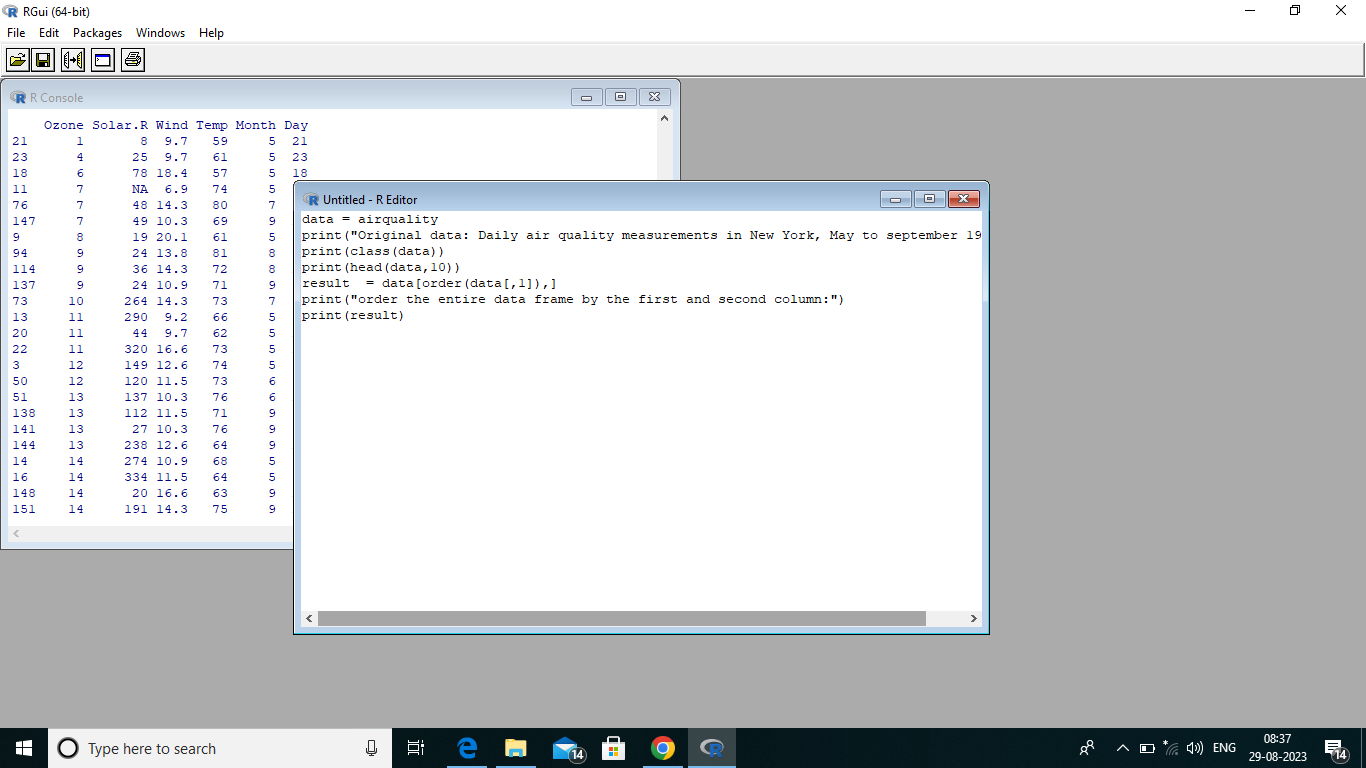 RGui (64-bit)
File Edit Packages Windows Help
R Console
Ozone Solar.R Wind Temp Month Day
21 1 8 9.7 59 5 21
23 4 25 9.7 61 5 23
18 6 78 18.4 57 5 18
11 7 NA 6.9 74 5
76 7 48 14.3 80 7
147 7 49 10.3 69 9
9 8 19 20.1 61 5
94 9 24 13.8 81 8
114 9 36 14.3 72 8
137 9 24 10.9 71 9
73 10 264 14.3 73 7
13 11 290 9.2 66 5
20 11 44 9.7 62 5
22 11 320 16.6 73 5
3 12 149 12.6 74 5
50 12 120 11.5 73 6
51 13 137 10.3 76 6
138 13 112 11.5 71 9
141 13 27 10.3 76 9
144 13 238 12.6 64 9
14 14 274 10.9 68 5
16 14 334 11.5 64 5
148 14 20 16.6 63 9
151 14 191 14.3 75 9
Untitled - R Editor
data = airquality
print("Original data: Daily air quality measurements in New York, May to september 19
print(class(data))
print(head(data,10))
result  = data[order(data[,1]),]
print("order the entire data frame by the first and second column:")
print(result)
Type here to search
14
ENG
08:37
29-08-2023
14